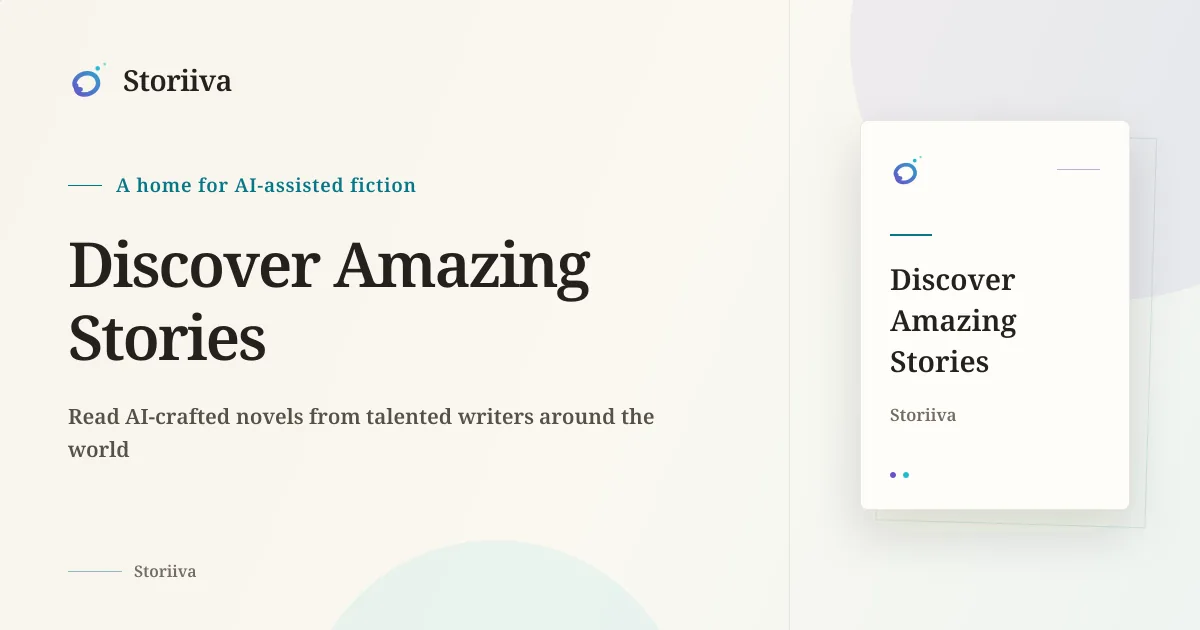 Storiiva
A home for AI-assisted fiction
Discover Amazing
Stories
Read AI-crafted novels from talented writers around the
world
Storiiva
Discover
Amazing
Stories
Storiiva